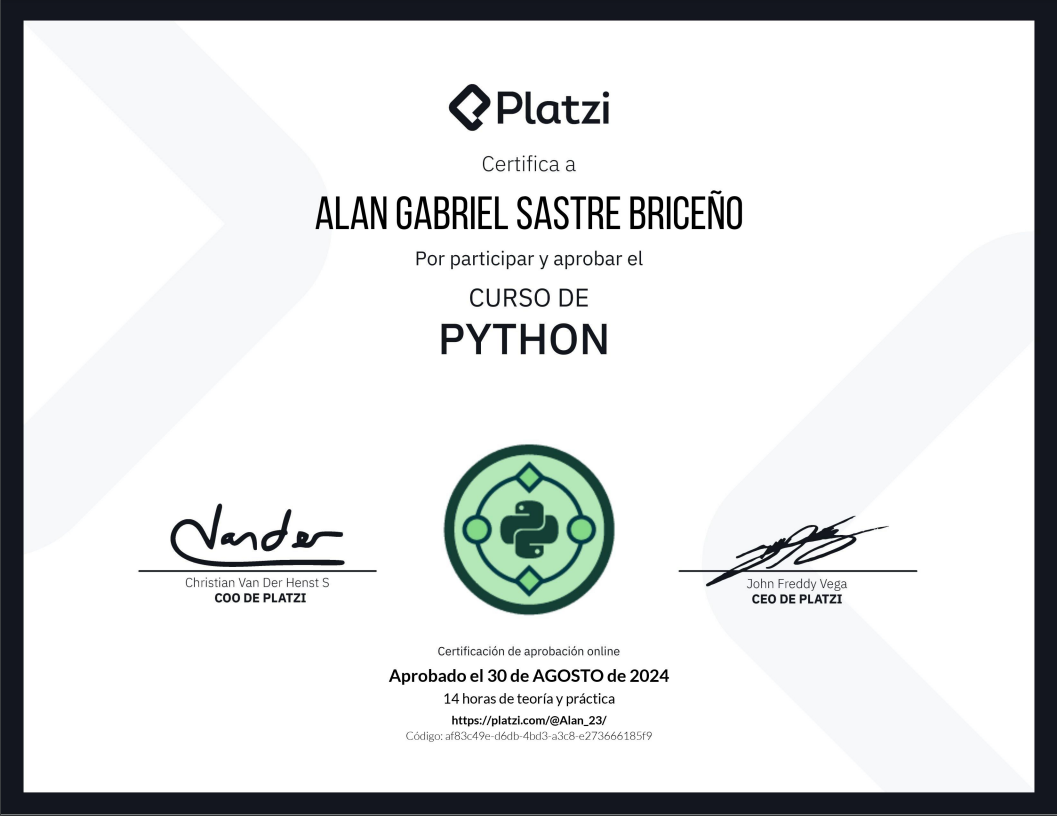 Platzi
Certifica a
ALAN GABRIEL SASTRE BRICEÑO
Por participar y aprobar el
CURSO DE
PYTHON
Vander
Christian Van Der Henst S
COO DE PLATZI
John Freddy Vega
CEO DE PLATZI
Certificación de aprobación online
Aprobado el 30 de AGOSTO de 2024
14 horas de teoría y práctica
https://platzi.com/@Alan_23/
Código: af83c49e-d6db-4bd3-a3c8-e273666185f9